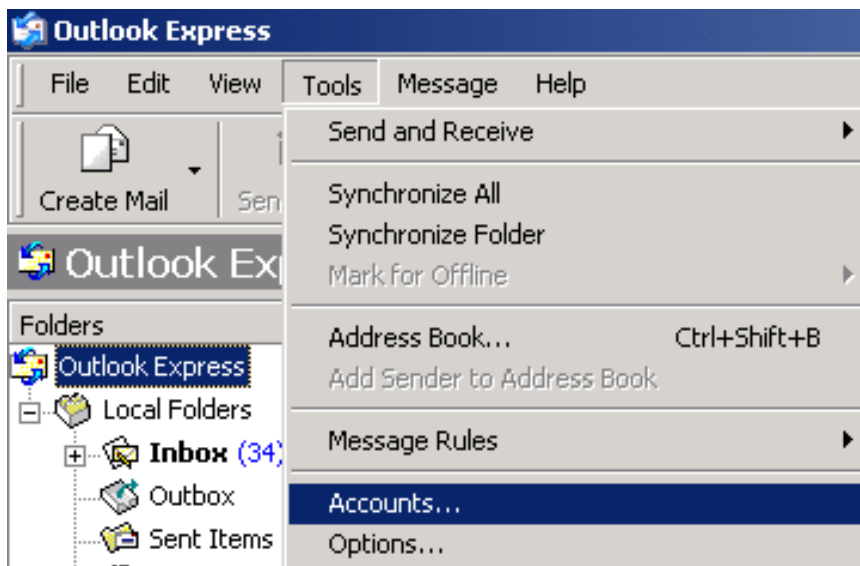 Outlook Express
File Edit View Tools Message Help
Create Mail Sen
Send and Receive
Synchronize All
Synchronize Folder
Mark for Offline
Address Book... Ctrl+Shift+B
Add Sender to Address Book
Message Rules
Accounts...
Options...
Outlook Ex
Folders
Outlook Express
Local Folders
Inbox (34)
Outbox
Sent Items